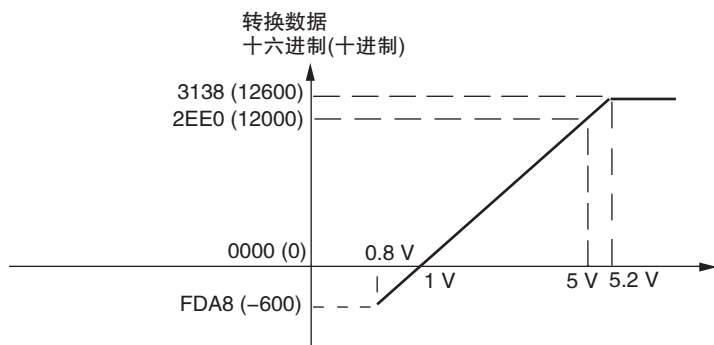 转换数据
十六进制(十进制)
3138 (12600)
2EE0 (12000)
0000 (0)
0.8 V
1 V
5 V
5.2 V
FDA8 (−600)